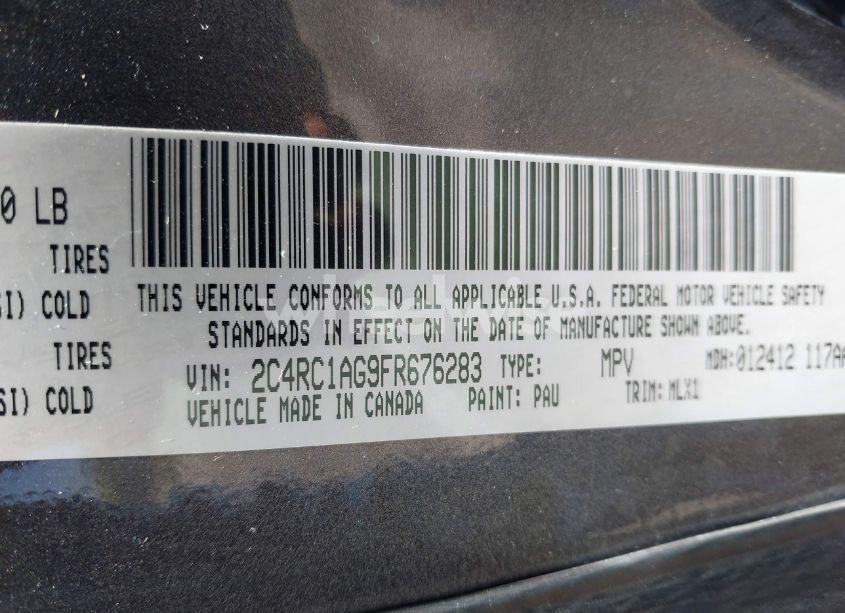 0 LB
TIRES
SI) COLD
TIRES
SI) COLD
THIS VEHICLE CONFORMS TO ALL APPLICABLE U.S.A. FEDERAL MOTOR VEHICLE SAFETY
STANDARDS IN EFFECT ON THE DATE OF MANUFACTURE SHOWN ABOVE.
VIN: 2C4RC1AG9FR676283 TYPE: MPV MDH:012412 117AA
VEHICLE MADE IN CANADA PAINT: PAU TRIM: MLX1